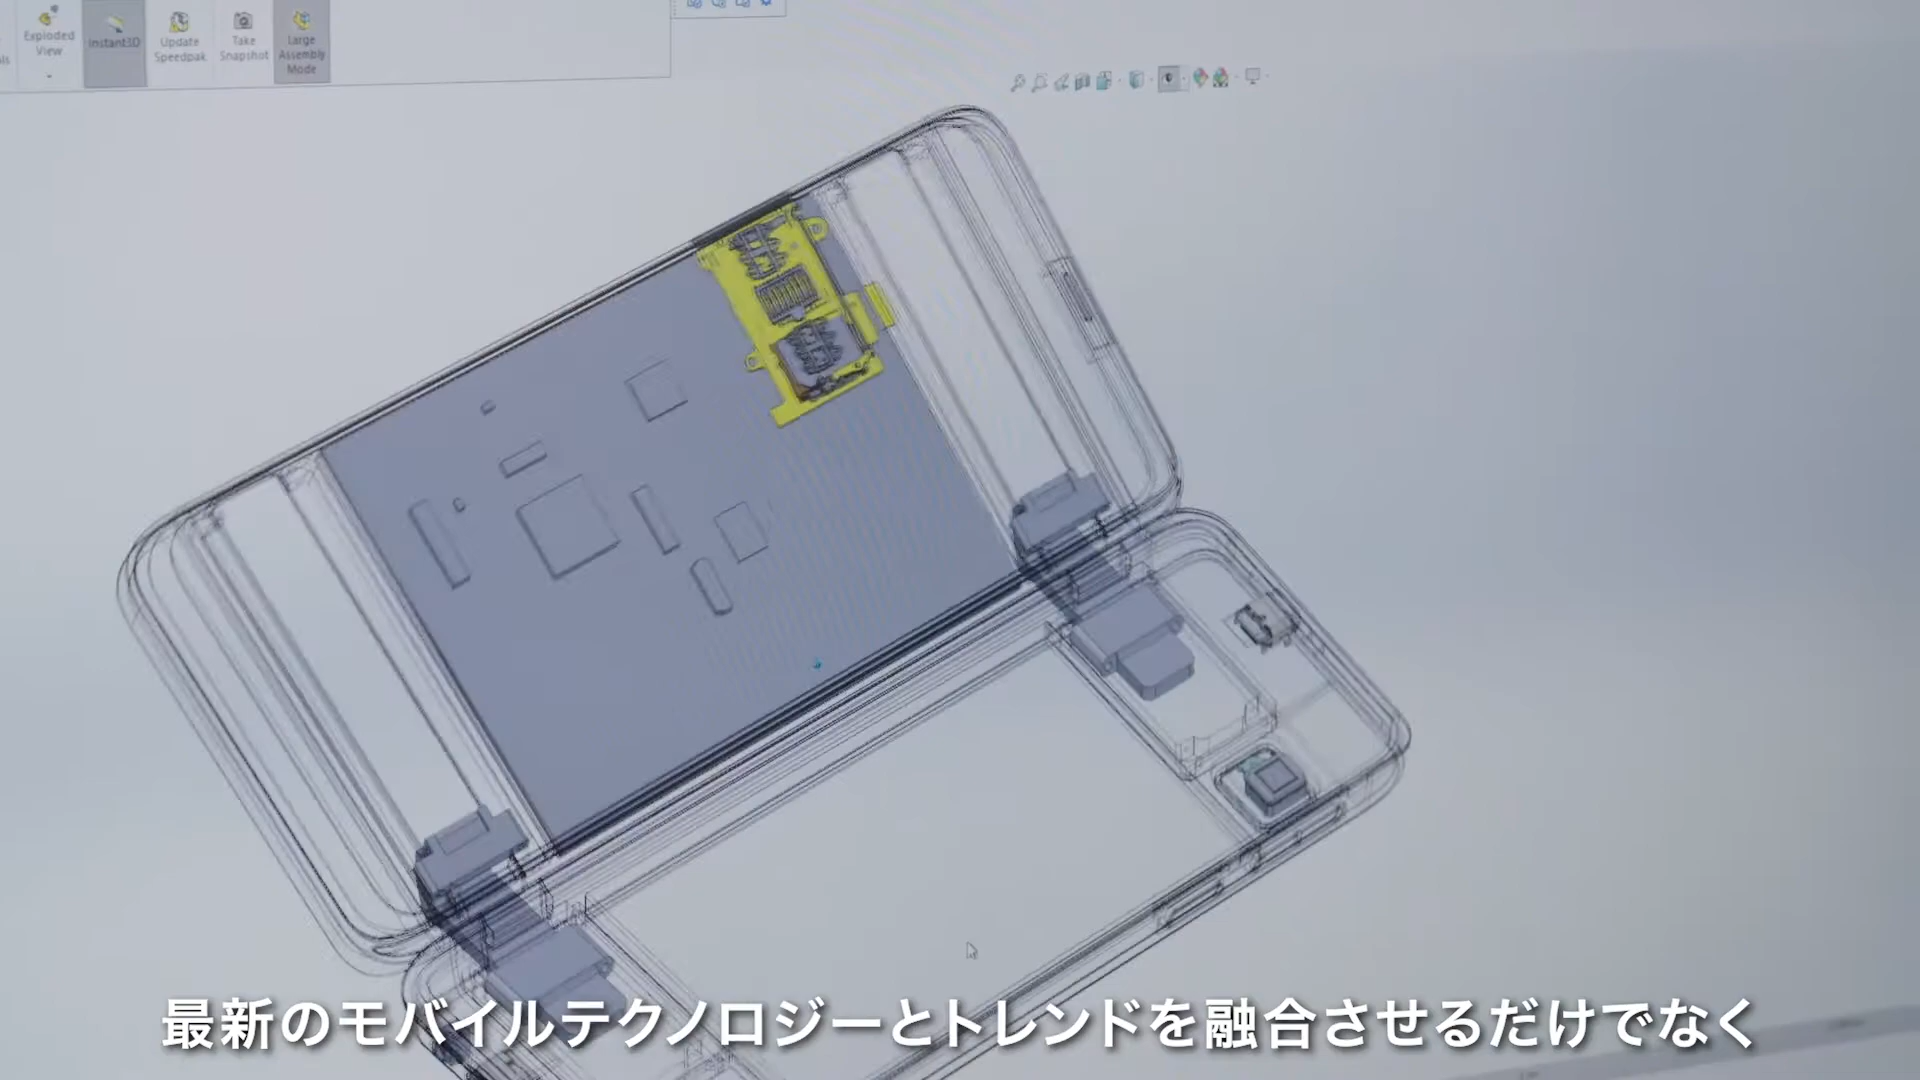 Exploded
View
Instant3D
Update
Speedpak
Take
Snapshot
Large
Assembly
Mode
最新のモバイルテクノロジーとトレンドを融合させるだけでなく